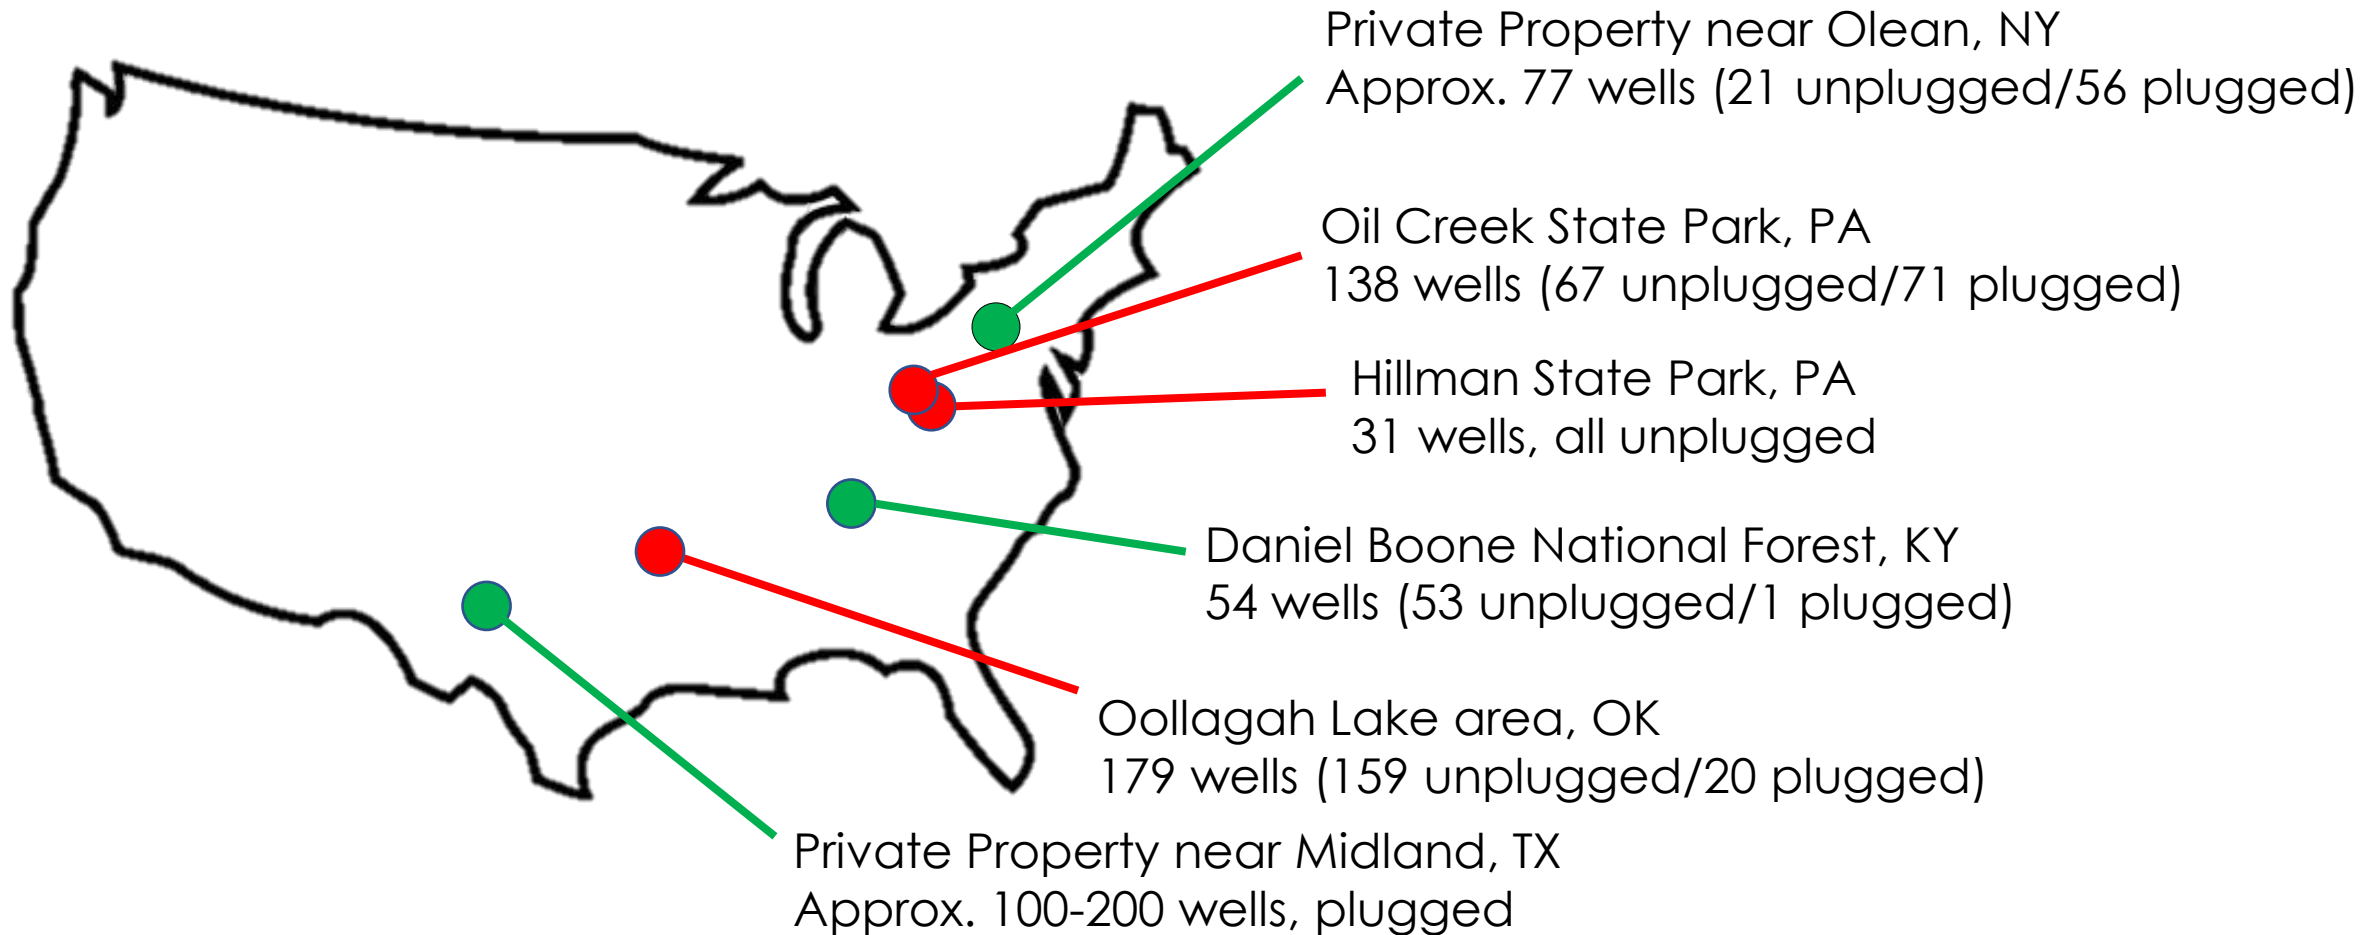 Private Property near Olean, NY
Approx. 77 wells (21 unplugged/56 plugged)
Oil Creek State Park, PA
138 wells (67 unplugged/71 plugged)
Hillman State Park, PA
31 wells, all unplugged
Daniel Boone National Forest, KY
54 wells (53 unplugged/1 plugged)
Oollagah Lake area, OK
179 wells (159 unplugged/20 plugged)
Private Property near Midland, TX
Approx. 100-200 wells, plugged